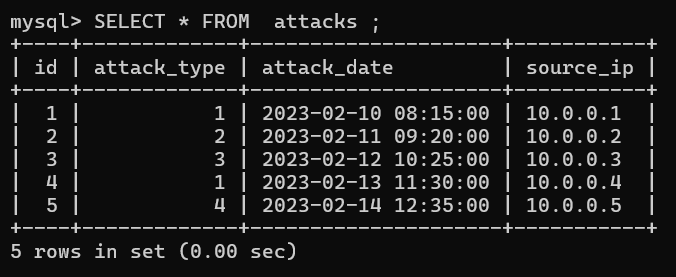 mysql> SELECT * FROM  attacks ;
+----+-------------+---------------------+-----------+
| id | attack_type | attack_date         | source_ip |
+----+-------------+---------------------+-----------+
|  1 |           1 | 2023-02-10 08:15:00 | 10.0.0.1  |
|  2 |           2 | 2023-02-11 09:20:00 | 10.0.0.2  |
|  3 |           3 | 2023-02-12 10:25:00 | 10.0.0.3  |
|  4 |           1 | 2023-02-13 11:30:00 | 10.0.0.4  |
|  5 |           4 | 2023-02-14 12:35:00 | 10.0.0.5  |
+----+-------------+---------------------+-----------+
5 rows in set (0.00 sec)